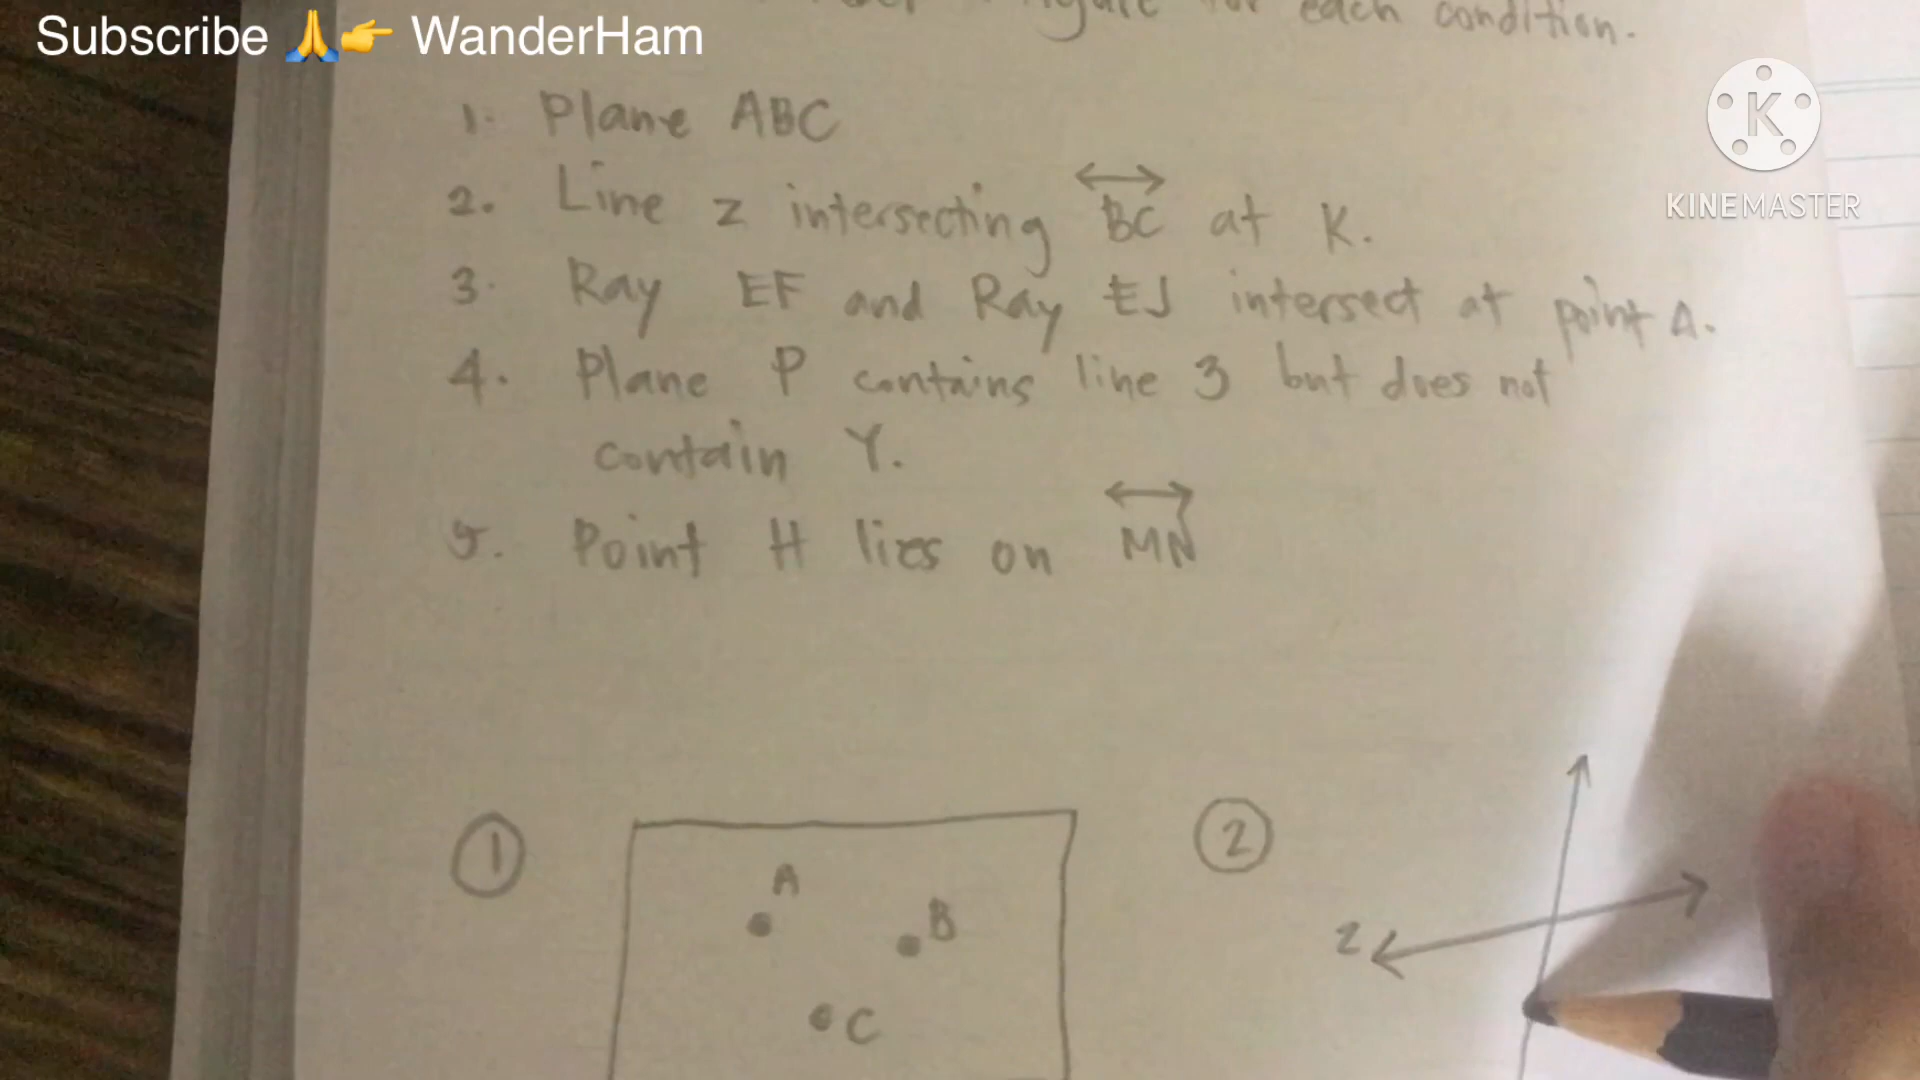 Subscribe 🙏👉 WanderHam
figure for each condition.
1. Plane ABC
K
KINEMASTER
2. Line z intersecting BC at K.
3. Ray EF and Ray EJ intersect at point A.
4. Plane P contains line 3 but does not
contain Y.
5. Point H lies on MN
1
2
A
B
z
C